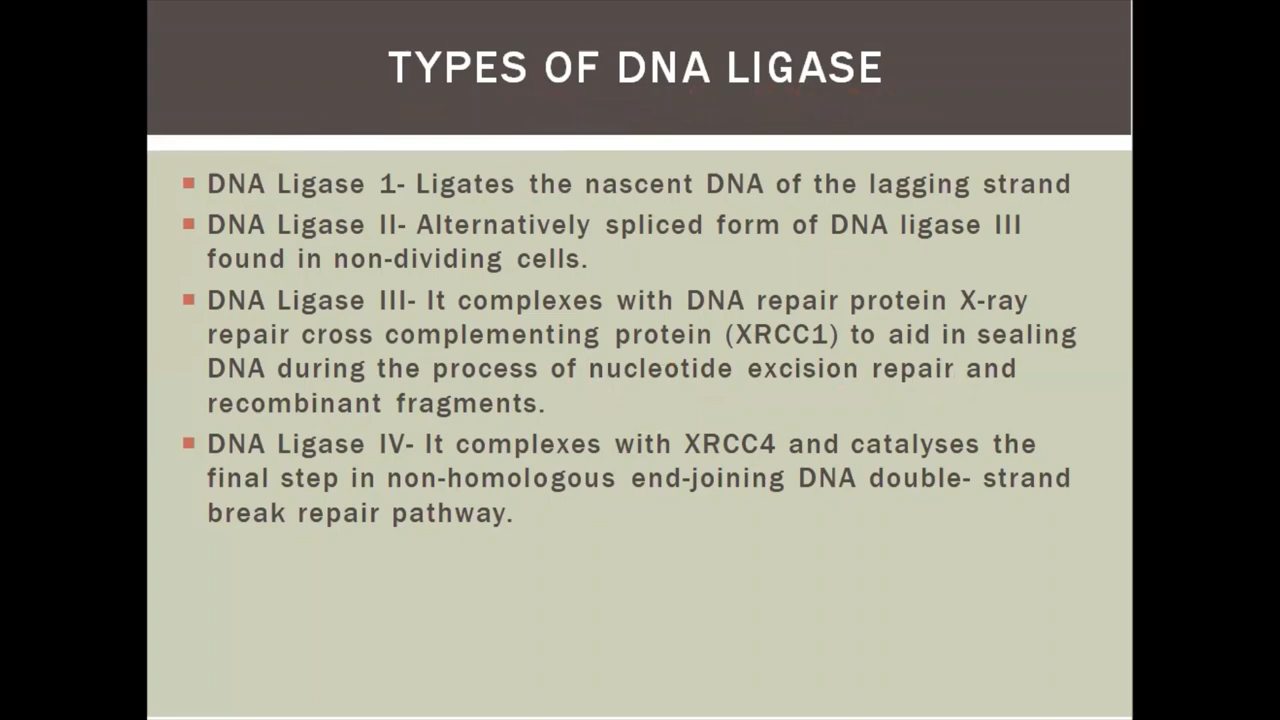 TYPES OF DNA LIGASE
DNA Ligase 1- Ligates the nascent DNA of the lagging strand
DNA Ligase II- Alternatively spliced form of DNA ligase III
found in non-dividing cells.
DNA Ligase III- It complexes with DNA repair protein X-ray
repair cross complementing protein (XRCC1) to aid in sealing
DNA during the process of nucleotide excision repair and
recombinant fragments.
DNA Ligase IV- It complexes with XRCC4 and catalyses the
final step in non-homologous end-joining DNA double- strand
break repair pathway.